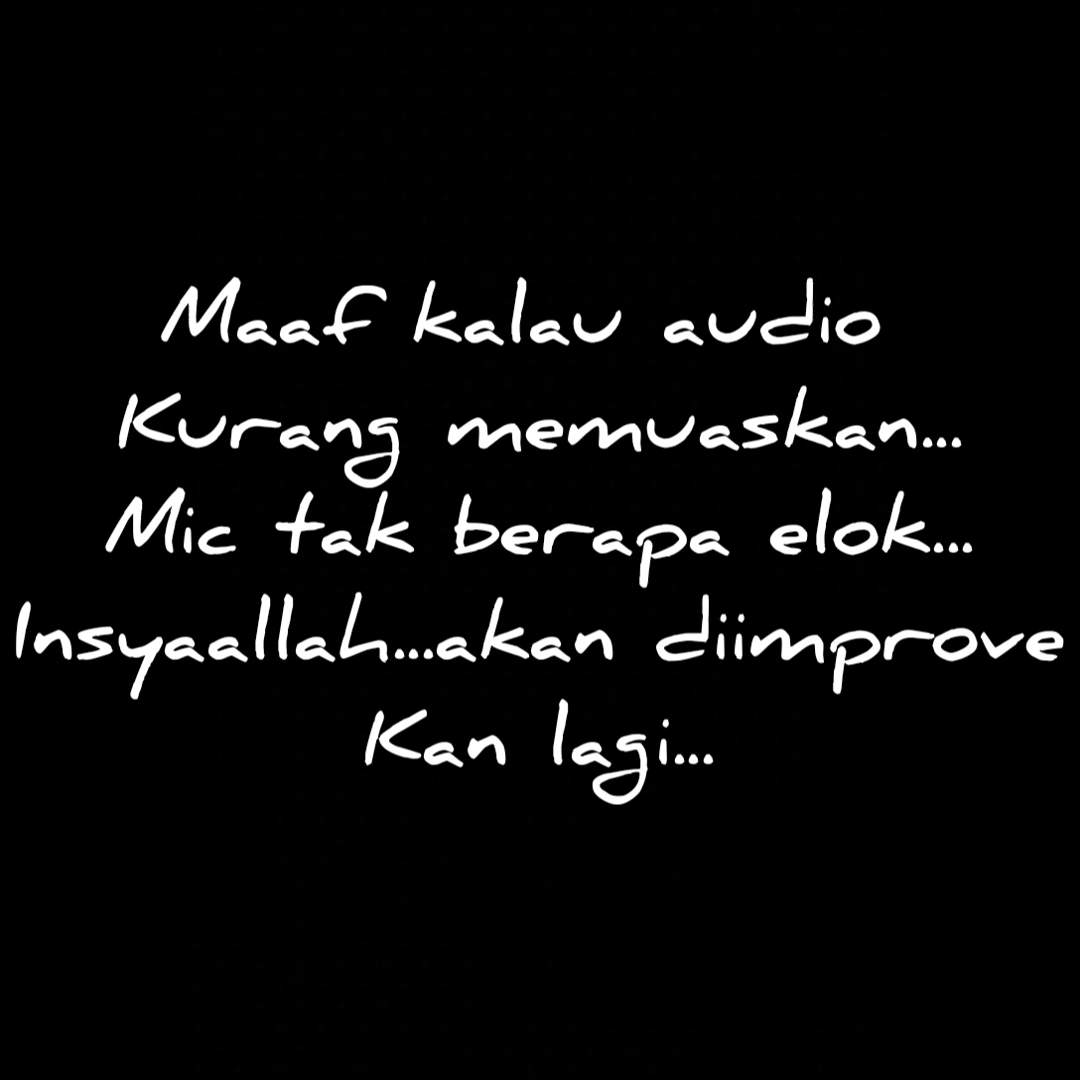 Maaf kalau audio
Kurang memuaskan...
Mic tak berapa elok...
Insyaallah...akan diimprove
Kan lagi...